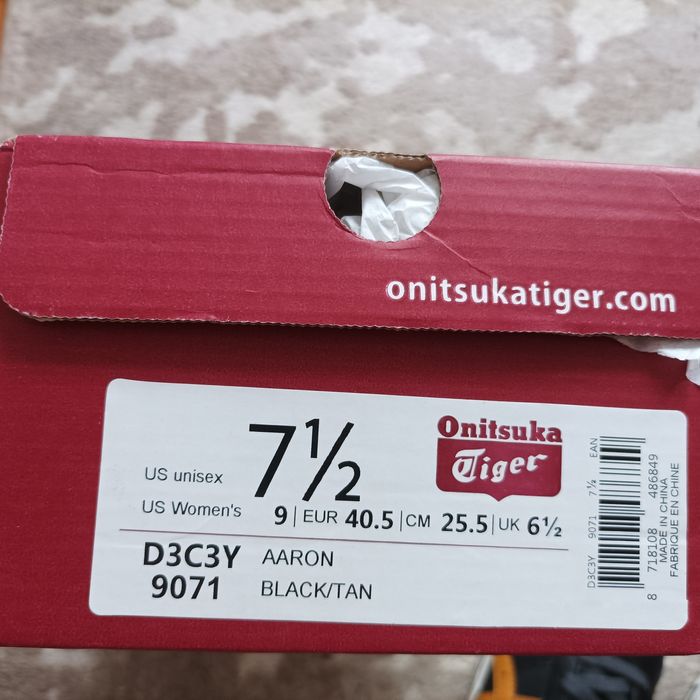 onitsukatiger.com
US unisex 7½
US Women's 9 | EUR 40.5 | CM 25.5 | UK 6½
D3C3Y AARON
9071 BLACK/TAN
Onitsuka
Tiger
D3C3Y 9071 7½ EAN
8 718108 486849
MADE IN CHINA
FABRIQUE EN CHINE